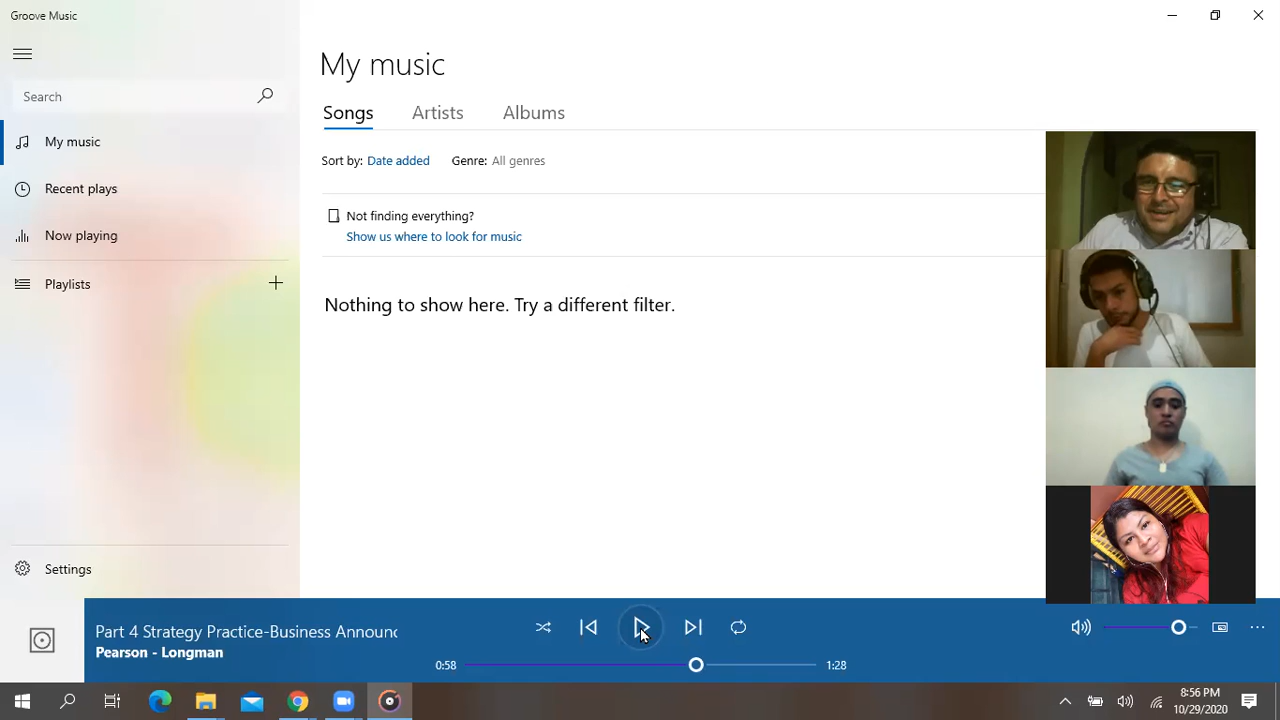 Groove Music
Search
My music
Recent plays
Now playing
Playlists
Settings
My music
Songs Artists Albums
Sort by: Date added Genre: All genres
Not finding everything?
Show us where to look for music
Nothing to show here. Try a different filter.
Part 4 Strategy Practice-Business Announc
Pearson - Longman
0:58 1:28
8:56 PM
10/29/2020